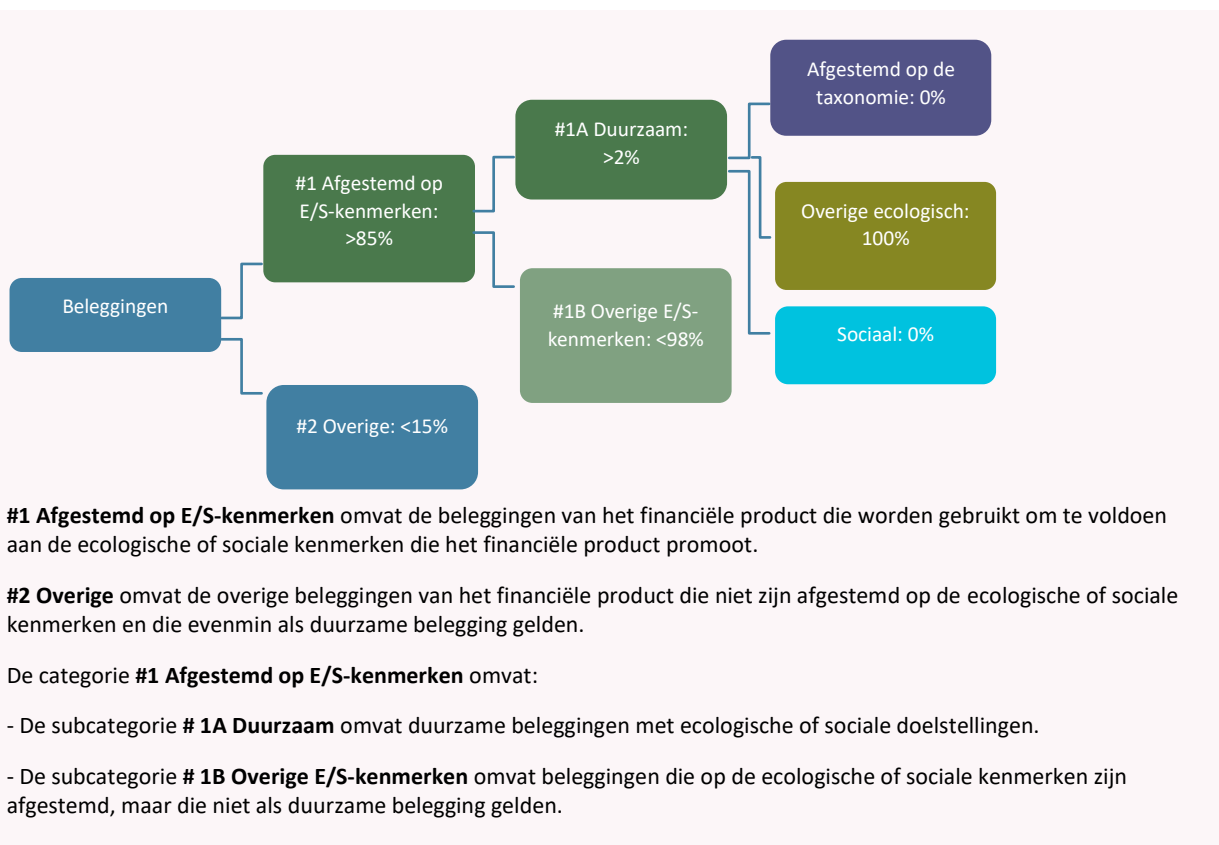 Afgestemd op de
taxonomie: 0%
#1A Duurzaam:
>2%
#1 Afgestemd op
E/S-kenmerken:
>85%
Overige ecologisch:
100%
Beleggingen
#1B Overige E/S-
kenmerken: <98%
Sociaal: 0%
#2 Overige: <15%
#1 Afgestemd op E/S-kenmerken omvat de beleggingen van het financiële product die worden gebruikt om te voldoen
aan de ecologische of sociale kenmerken die het financiële product promoot.
#2 Overige omvat de overige beleggingen van het financiële product die niet zijn afgestemd op de ecologische of sociale
kenmerken en die evenmin als duurzame belegging gelden.
De categorie #1 Afgestemd op E/S-kenmerken omvat:
- De subcategorie # 1A Duurzaam omvat duurzame beleggingen met ecologische of sociale doelstellingen.
- De subcategorie # 1B Overige E/S-kenmerken omvat beleggingen die op de ecologische of sociale kenmerken zijn
afgestemd, maar die niet als duurzame belegging gelden.